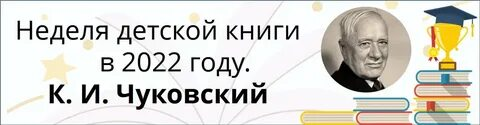 Неделя детской книги
в 2022 году.
К. И. Чуковский